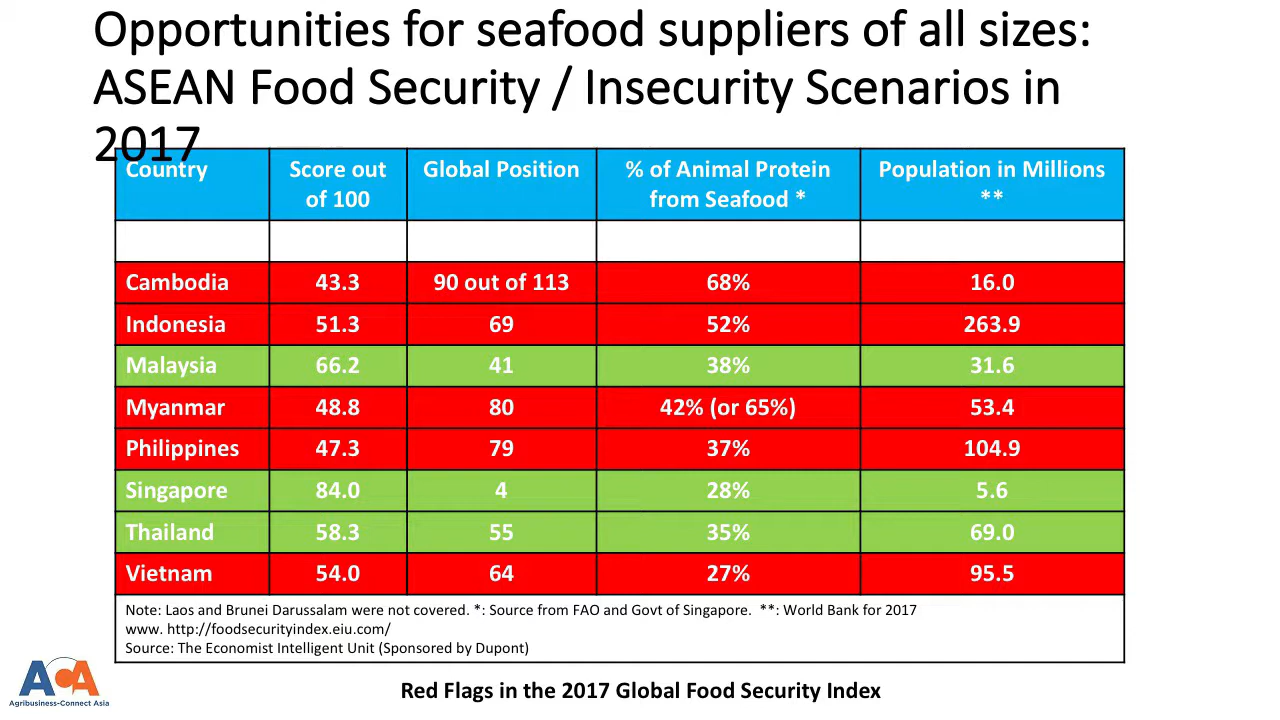 Opportunities for seafood suppliers of all sizes:
ASEAN Food Security / Insecurity Scenarios in
2017
Country Score out of 100 Global Position % of Animal Protein from Seafood * Population in Millions **
Cambodia 43.3 90 out of 113 68% 16.0
Indonesia 51.3 69 52% 263.9
Malaysia 66.2 41 38% 31.6
Myanmar 48.8 80 42% (or 65%) 53.4
Philippines 47.3 79 37% 104.9
Singapore 84.0 4 28% 5.6
Thailand 58.3 55 35% 69.0
Vietnam 54.0 64 27% 95.5
Note: Laos and Brunei Darussalam were not covered. *: Source from FAO and Govt of Singapore. **: World Bank for 2017
www. http://foodsecurityindex.eiu.com/
Source: The Economist Intelligent Unit (Sponsored by Dupont)
ACA
Agribusiness-Connect Asia
Red Flags in the 2017 Global Food Security Index